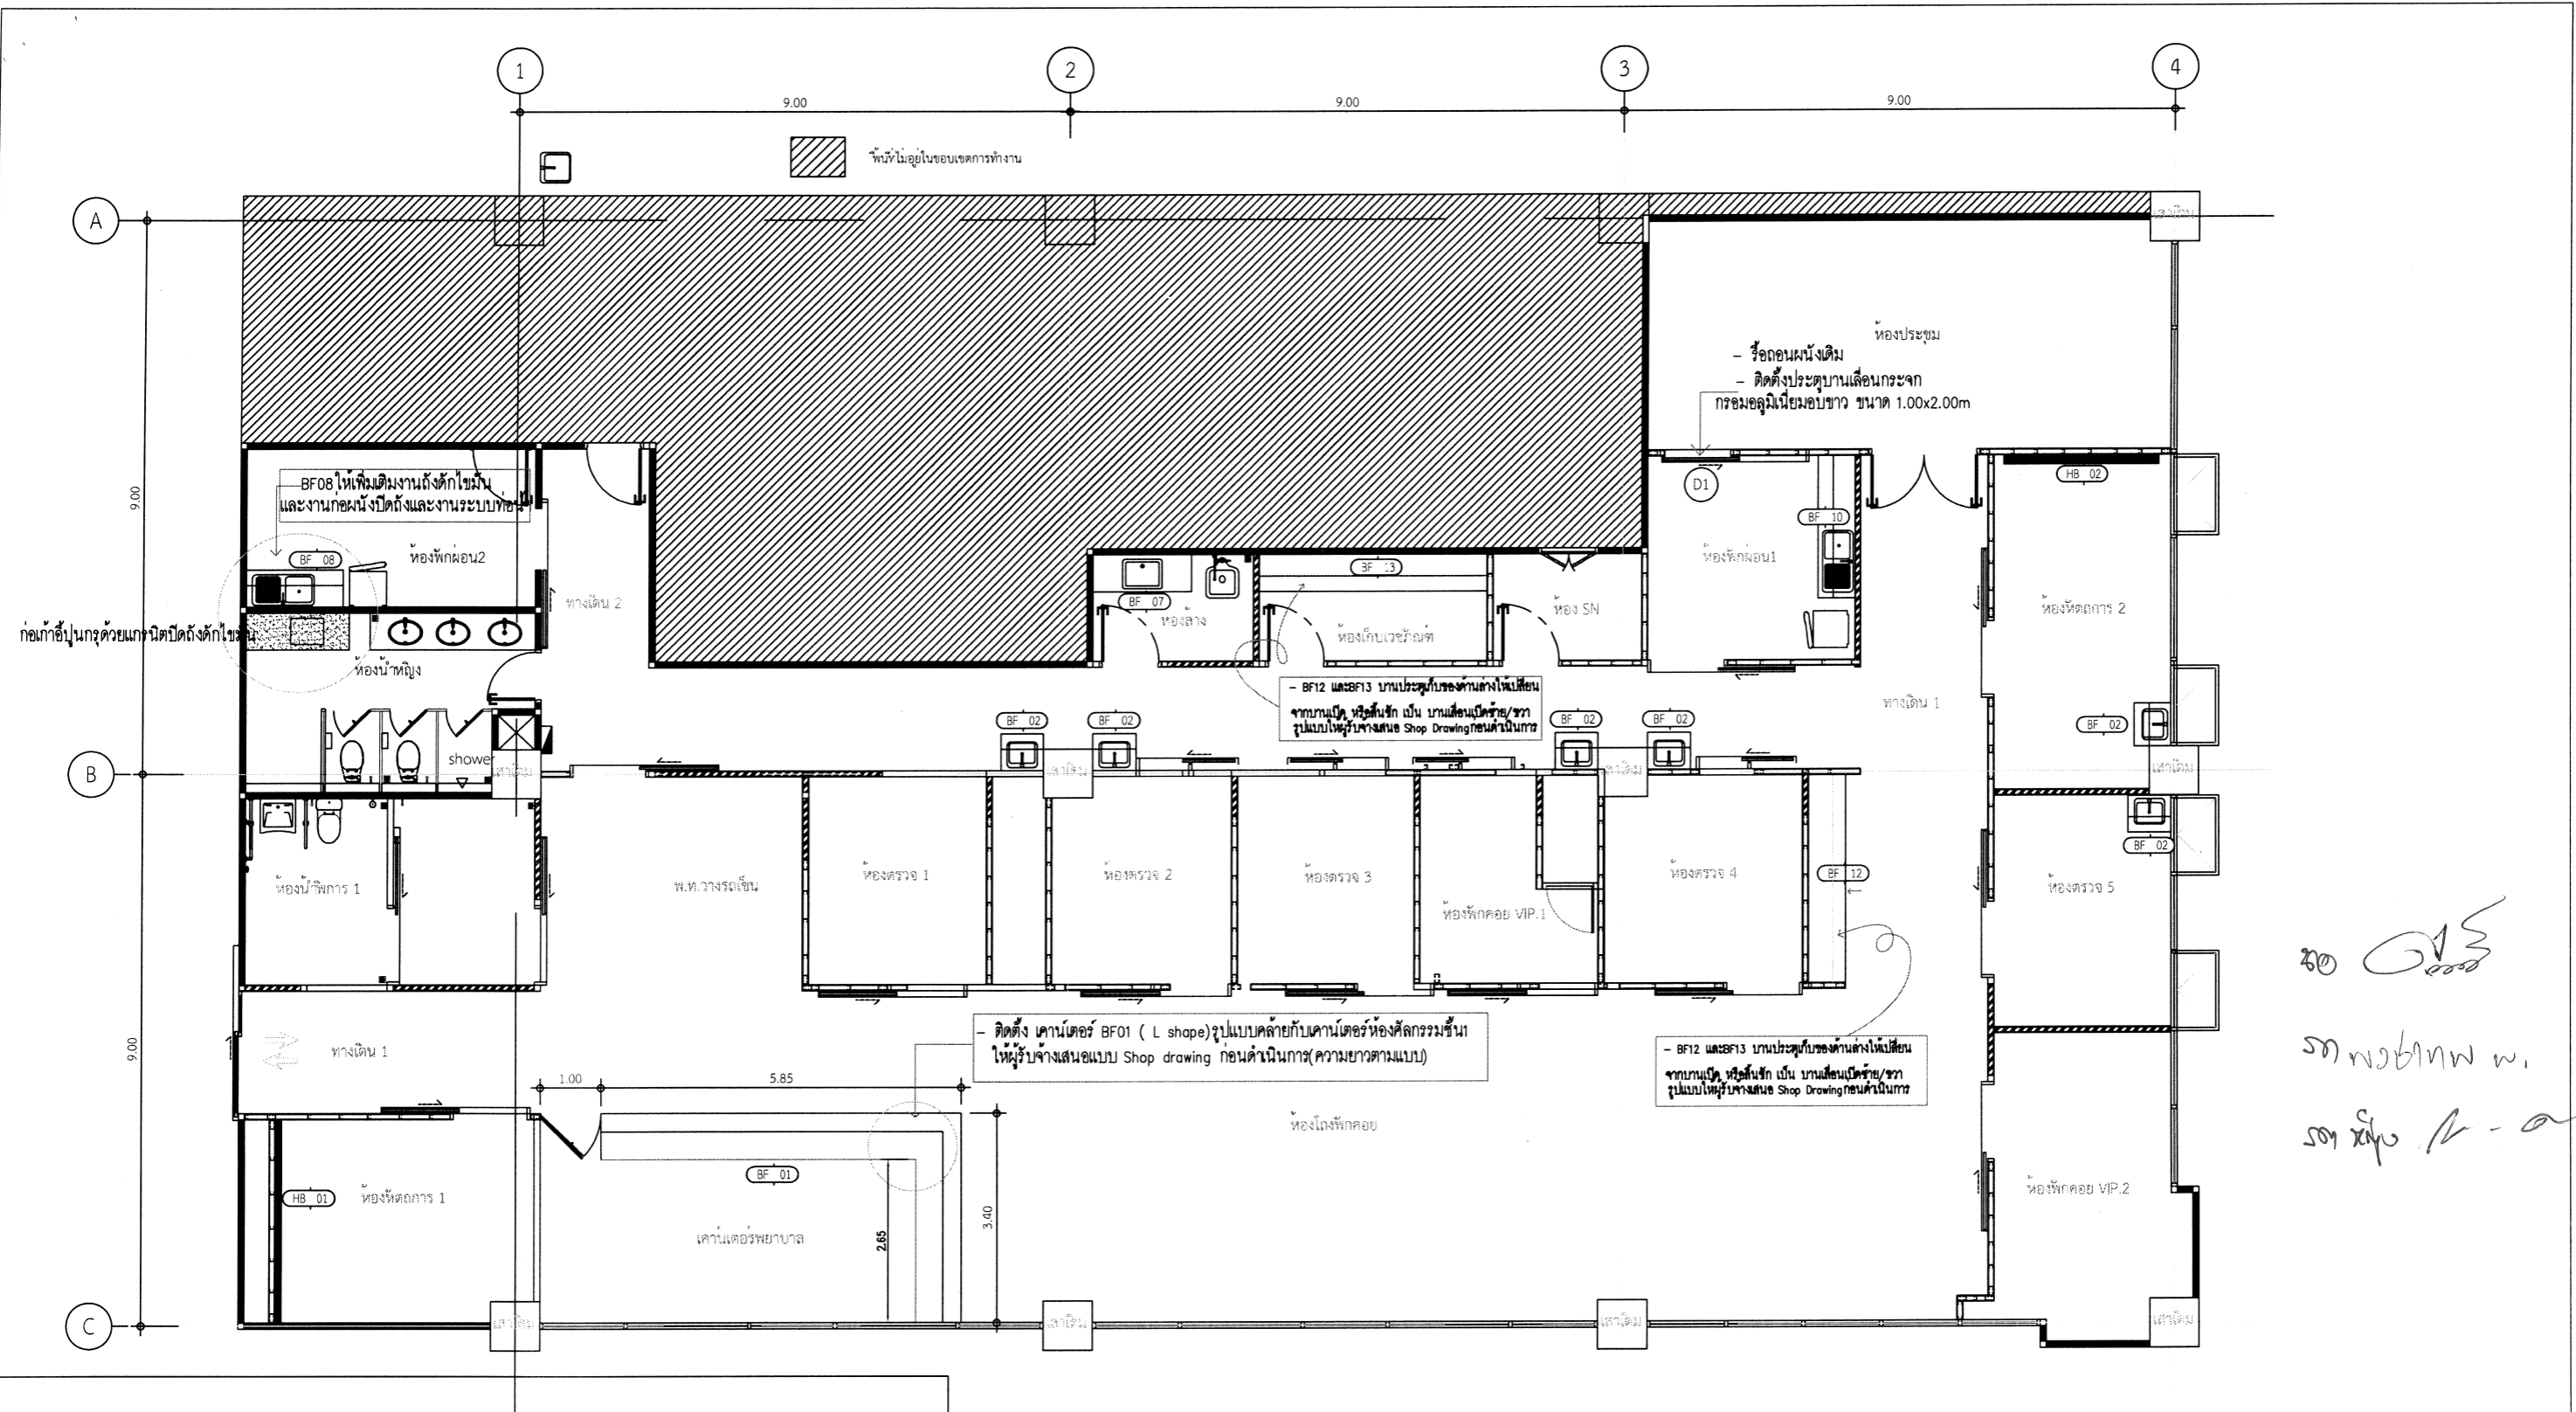 1
2
3
4
9.00
9.00
9.00
พื้นที่ไม่อยู่ในขอบเขตการทำงาน
A
เสาเดิม
ห้องประชุม
- รื้อถอนผนังเดิม
- ติดตั้งประตูบานเลื่อนกระจก
กรอบอลูมิเนียมอบขาว ขนาด 1.00x2.00m
9.00
BF08 ให้เพิ่มเติมงานถังดักไขมัน
และงานก่อผนังปิดถังและงานระบบท่อน้ำ
D1
HB 02
BF 10
BF 08
ห้องพักผ่อน2
ห้องพักผ่อน1
BF 13
BF 07
ทางเดิน 2
ห้อง SN
ห้องหัตถการ 2
ห้องล้าง
ห้องเก็บเวชภัณฑ์
ก่อเก้าอี้ปูนกรุด้วยแกรนิตปิดถังดักไขมัน
ห้องน้ำหญิง
- BF12 และBF13 บานประตูเก็บของด้านล่างให้เปลี่ยน
จากบานเปิด หรือลิ้นชัก เป็น บานเลื่อนเปิดซ้าย/ขวา
รูปแบบให้ผู้รับจ้างเสนอ Shop Drawingก่อนดำเนินการ
ทางเดิน 1
BF 02
BF 02
BF 02
BF 02
BF 02
shower
B
เสาเดิม
เสาเดิม
เสาเดิม
เสาเดิม
BF 02
ห้องน้ำพิการ 1
พ.ท.วางรถเข็น
ห้องตรวจ 1
ห้องตรวจ 2
ห้องตรวจ 3
ห้องตรวจ 4
BF 12
ห้องตรวจ 5
ห้องพักคอย VIP.1
9.00
ทางเดิน 1
- ติดตั้ง เคาน์เตอร์ BF01 ( L shape)รูปแบบคล้ายกับเคาน์เตอร์ห้องศัลกรรมชั้น1
ให้ผู้รับจ้างเสนอแบบ Shop drawing ก่อนดำเนินการ(ความยาวตามแบบ)
- BF12 และBF13 บานประตูเก็บของด้านล่างให้เปลี่ยน
จากบานเปิด หรือลิ้นชัก เป็น บานเลื่อนเปิดซ้าย/ขวา
รูปแบบให้ผู้รับจ้างเสนอ Shop Drawingก่อนดำเนินการ
1.00
5.85
ห้องโถงพักคอย
BF 01
HB 01
ห้องหัตถการ 1
ห้องพักคอย VIP.2
3.40
2.65
เคาน์เตอร์พยาบาล
C
เสาเดิม
เสาเดิม
เสาเดิม
เสาเดิม